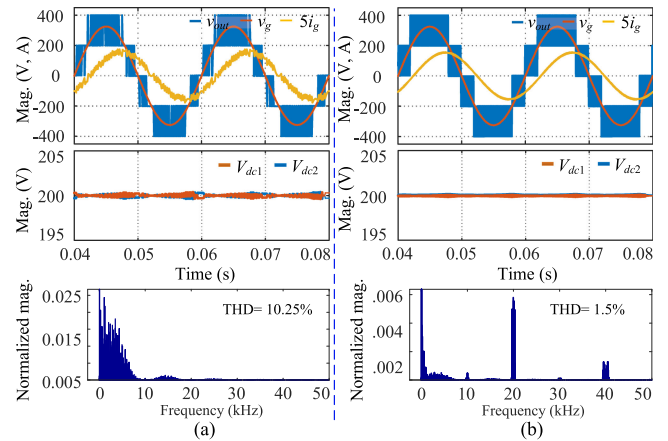 Mag. (V, A)
400
200
0
-200
-400
v_out v_g 5i_g
Mag. (V)
205
200
195
V_dc1 V_dc2
0.04 0.05 0.06 0.07 0.08
Time (s)
Normalized mag.
0.025
0.015
0.005
THD= 10.25%
0 10 20 30 40 50
Frequency (kHz)
(a)
Mag. (V, A)
400
200
0
-200
-400
v_out v_g 5i_g
Mag. (V)
205
200
195
V_dc1 V_dc2
0.04 0.05 0.06 0.07 0.08
Time (s)
Normalized mag.
.006
.004
.002
THD= 1.5%
0 10 20 30 40 50
Frequency (kHz)
(b)